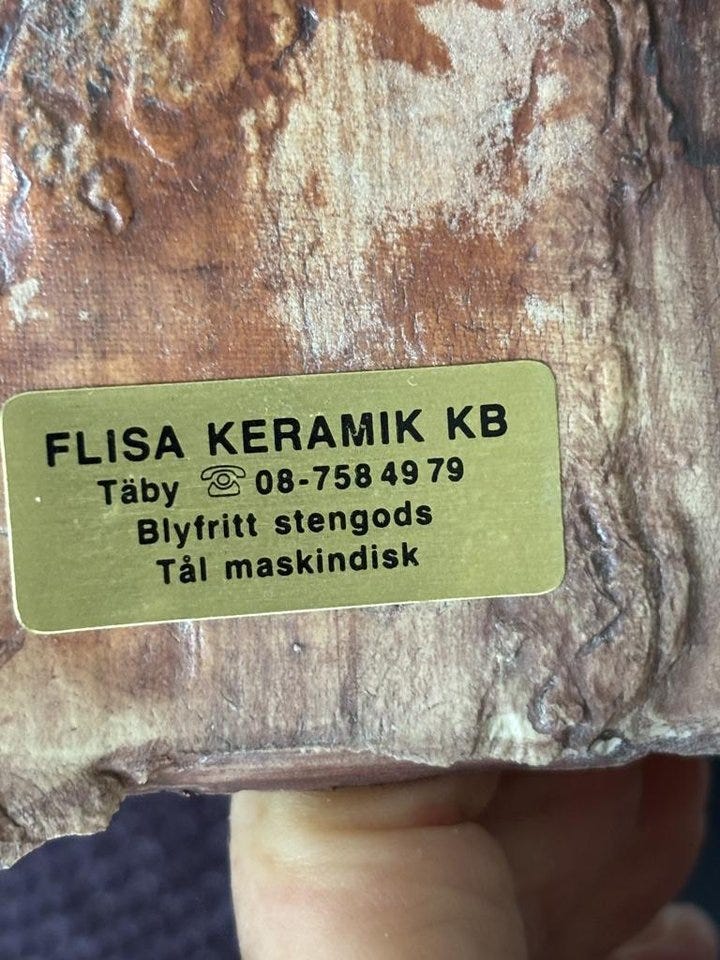 FLISA KERAMIK KB
Täby ☏ 08-758 49 79
Blyfritt stengods
Tål maskindisk